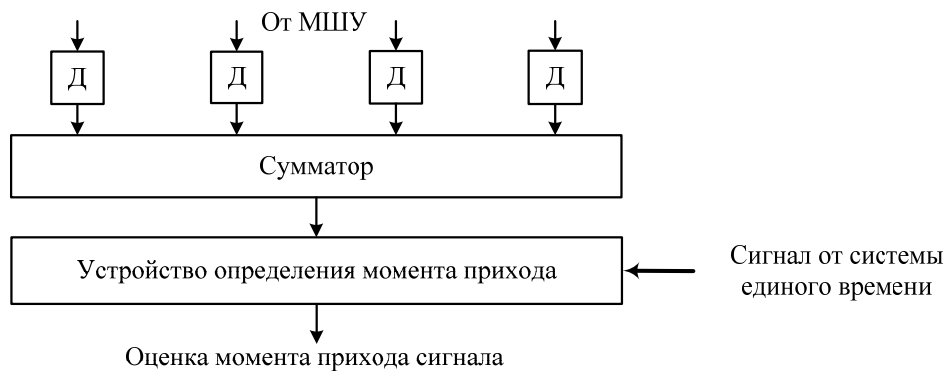 От МШУ
Д Д Д Д
Сумматор
Устройство определения момента прихода
Сигнал от системы
единого времени
Оценка момента прихода сигнала